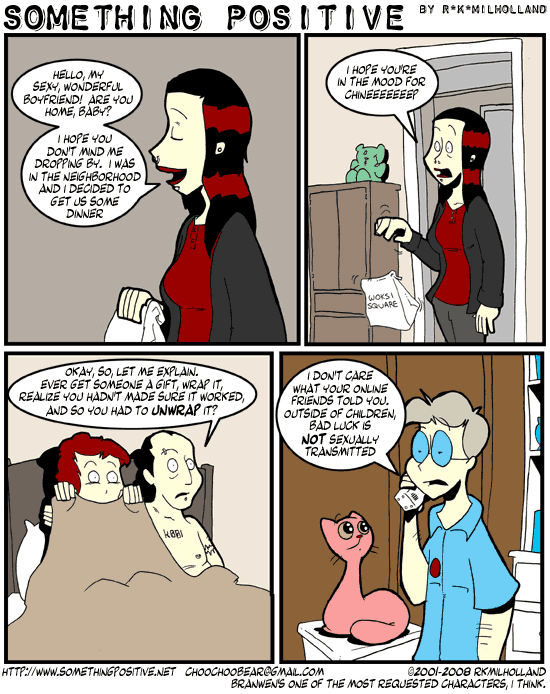 SOMETHING POSITIVE BY R*K*MILHOLLAND
HELLO, MY
SEXY, WONDERFUL
BOYFRIEND! ARE YOU
HOME, BABY?
I HOPE YOU
DON'T MIND ME
DROPPING BY. I WAS
IN THE NEIGHBORHOOD
AND I DECIDED TO
GET US SOME
DINNER
I HOPE YOU'RE
IN THE MOOD FOR
CHINEEEEEEE?
WOKS!
SQUARE
OKAY, SO, LET ME EXPLAIN.
EVER GET SOMEONE A GIFT, WRAP IT,
REALIZE YOU HADN'T MADE SURE IT WORKED,
AND SO YOU HAD TO UNWRAP IT?
I DON'T CARE
WHAT YOUR ONLINE
FRIENDS TOLD YOU.
OUTSIDE OF CHILDREN,
BAD LUCK IS
NOT SEXUALLY
TRANSMITTED
HTTP://WWW.SOMETHINGPOSITIVE.NET CHOOCHOOBEAR@GMAIL.COM ©2001-2008 RKMILHOLLAND
BRANWEN'S ONE OF THE MOST REQUESTED CHARACTERS, I THINK.